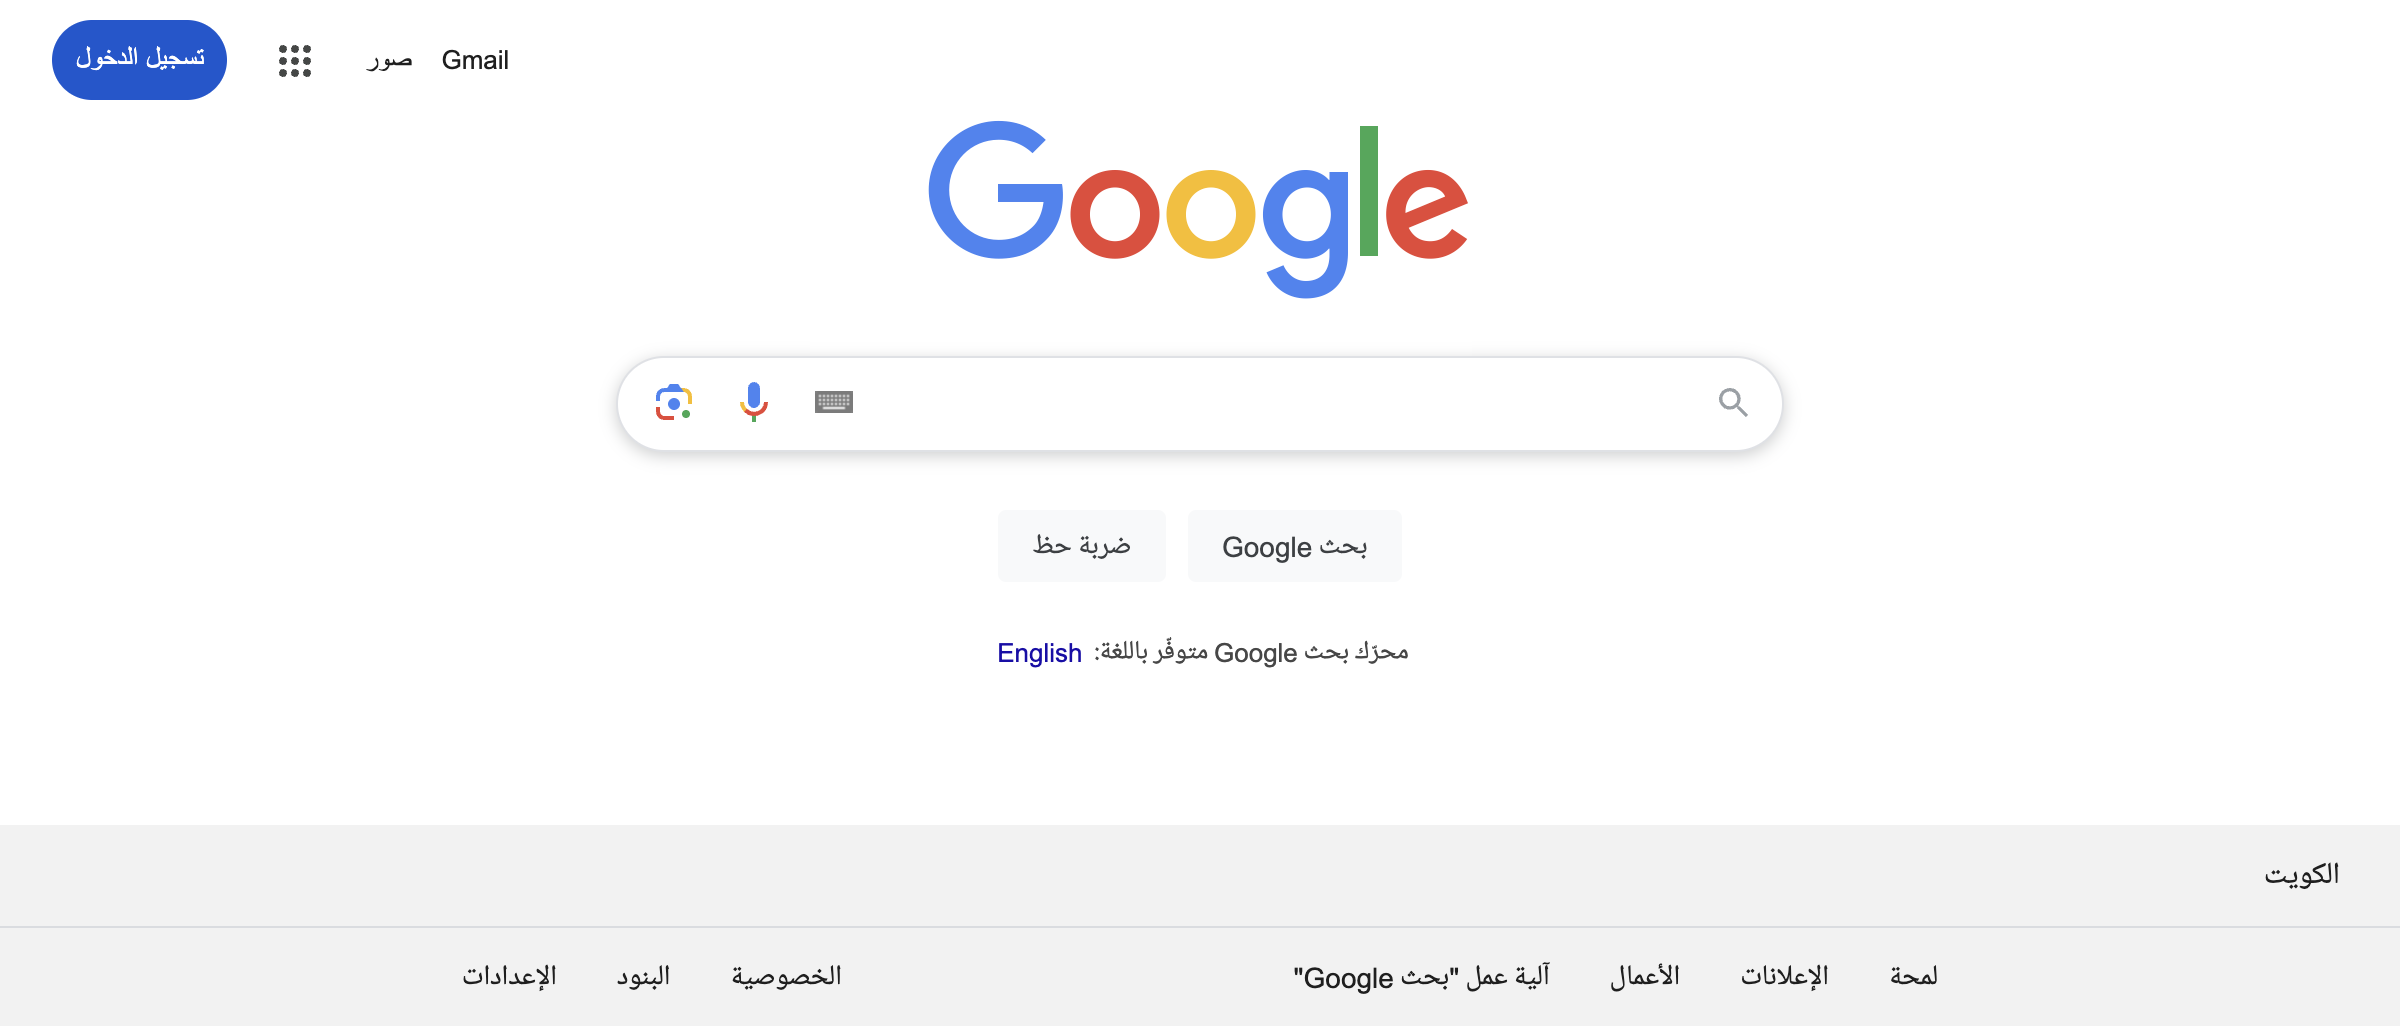 Gmail صور تسجيل الدخول
Google
بحث Google ضربة حظ
محرّك بحث Google متوفّر باللغة: English
الكويت
لمحة الإعلانات الأعمال آلية عمل "بحث Google" الخصوصية البنود الإعدادات